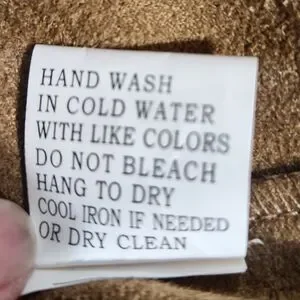 HAND WASH
IN COLD WATER
WITH LIKE COLORS
DO NOT BLEACH
HANG TO DRY
COOL IRON IF NEEDED
OR DRY CLEAN